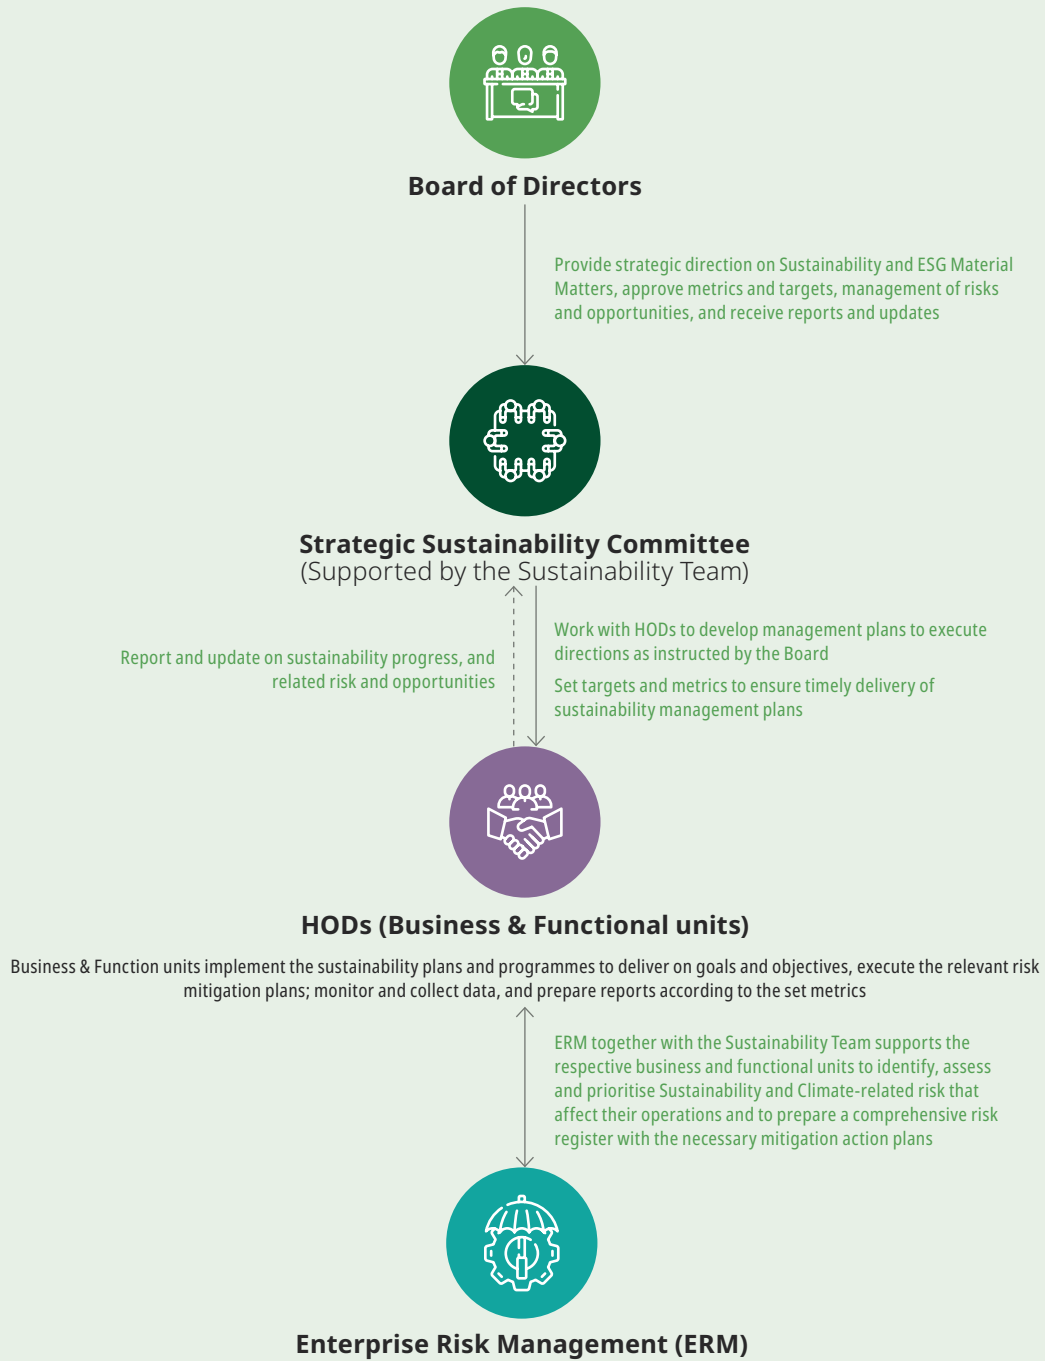 Board of Directors
Provide strategic direction on Sustainability and ESG Material
Matters, approve metrics and targets, management of risks
and opportunities, and receive reports and updates
Strategic Sustainability Committee
(Supported by the Sustainability Team)
Report and update on sustainability progress, and
related risk and opportunities
Work with HODs to develop management plans to execute
directions as instructed by the Board
Set targets and metrics to ensure timely delivery of
sustainability management plans
HODs (Business & Functional units)
Business & Function units implement the sustainability plans and programmes to deliver on goals and objectives, execute the relevant risk
mitigation plans; monitor and collect data, and prepare reports according to the set metrics
ERM together with the Sustainability Team supports the
respective business and functional units to identify, assess
and prioritise Sustainability and Climate-related risk that
affect their operations and to prepare a comprehensive risk
register with the necessary mitigation action plans
Enterprise Risk Management (ERM)